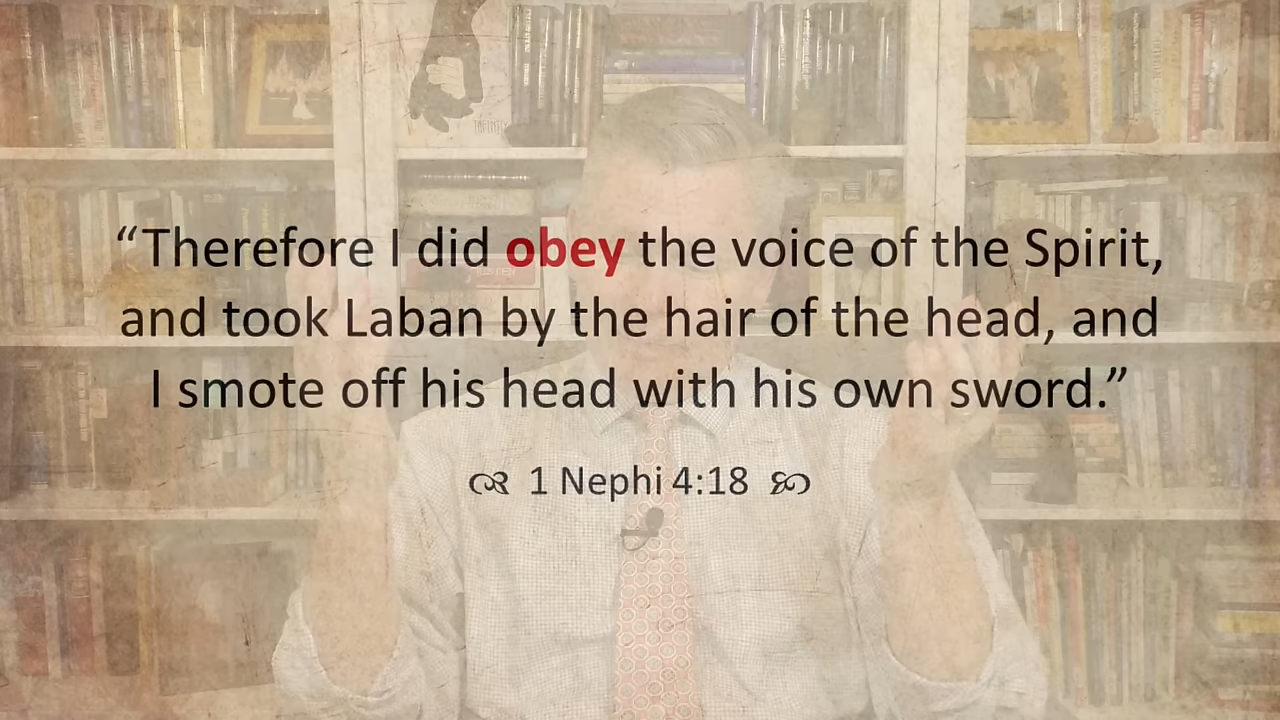 “Therefore I did obey the voice of the Spirit,
and took Laban by the hair of the head, and
I smote off his head with his own sword.”
1 Nephi 4:18